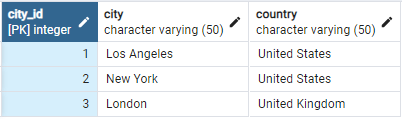 city_id city country
[PK] integer character varying (50) character varying (50)
1 Los Angeles United States
2 New York United States
3 London United Kingdom